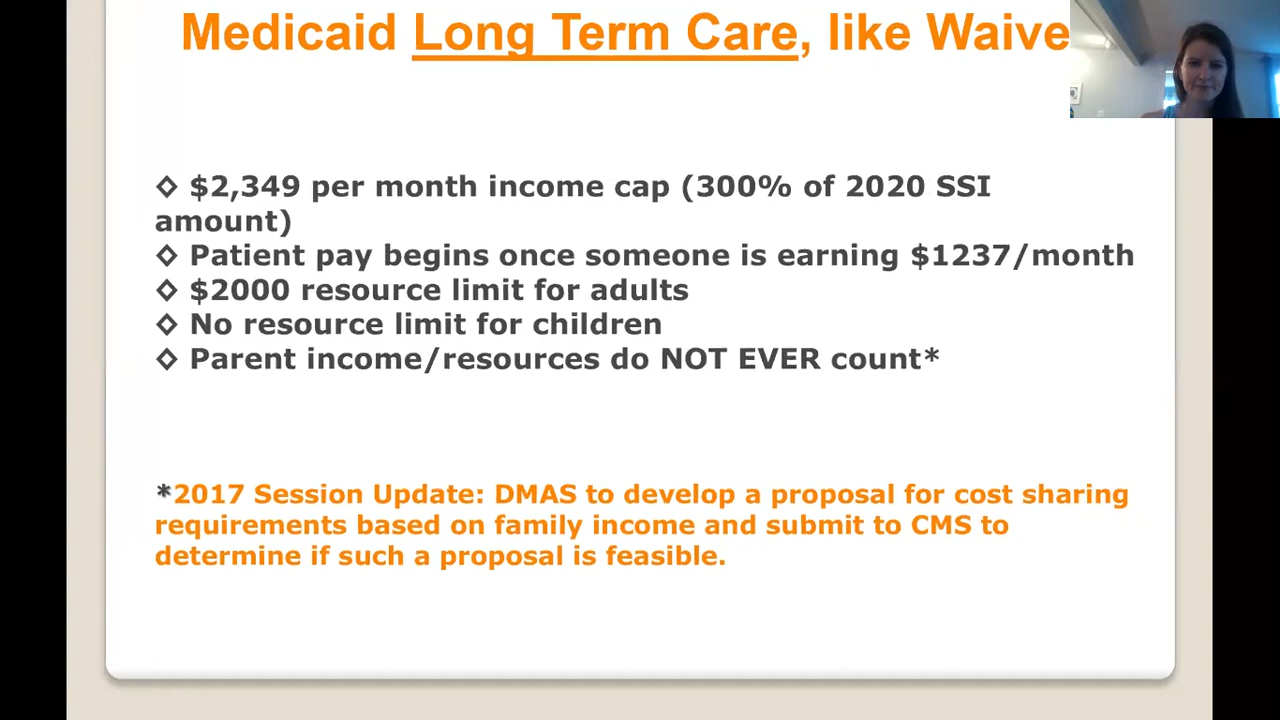 Medicaid Long Term Care, like Waive
◇ $2,349 per month income cap (300% of 2020 SSI
amount)
◇ Patient pay begins once someone is earning $1237/month
◇ $2000 resource limit for adults
◇ No resource limit for children
◇ Parent income/resources do NOT EVER count*
*2017 Session Update: DMAS to develop a proposal for cost sharing
requirements based on family income and submit to CMS to
determine if such a proposal is feasible.